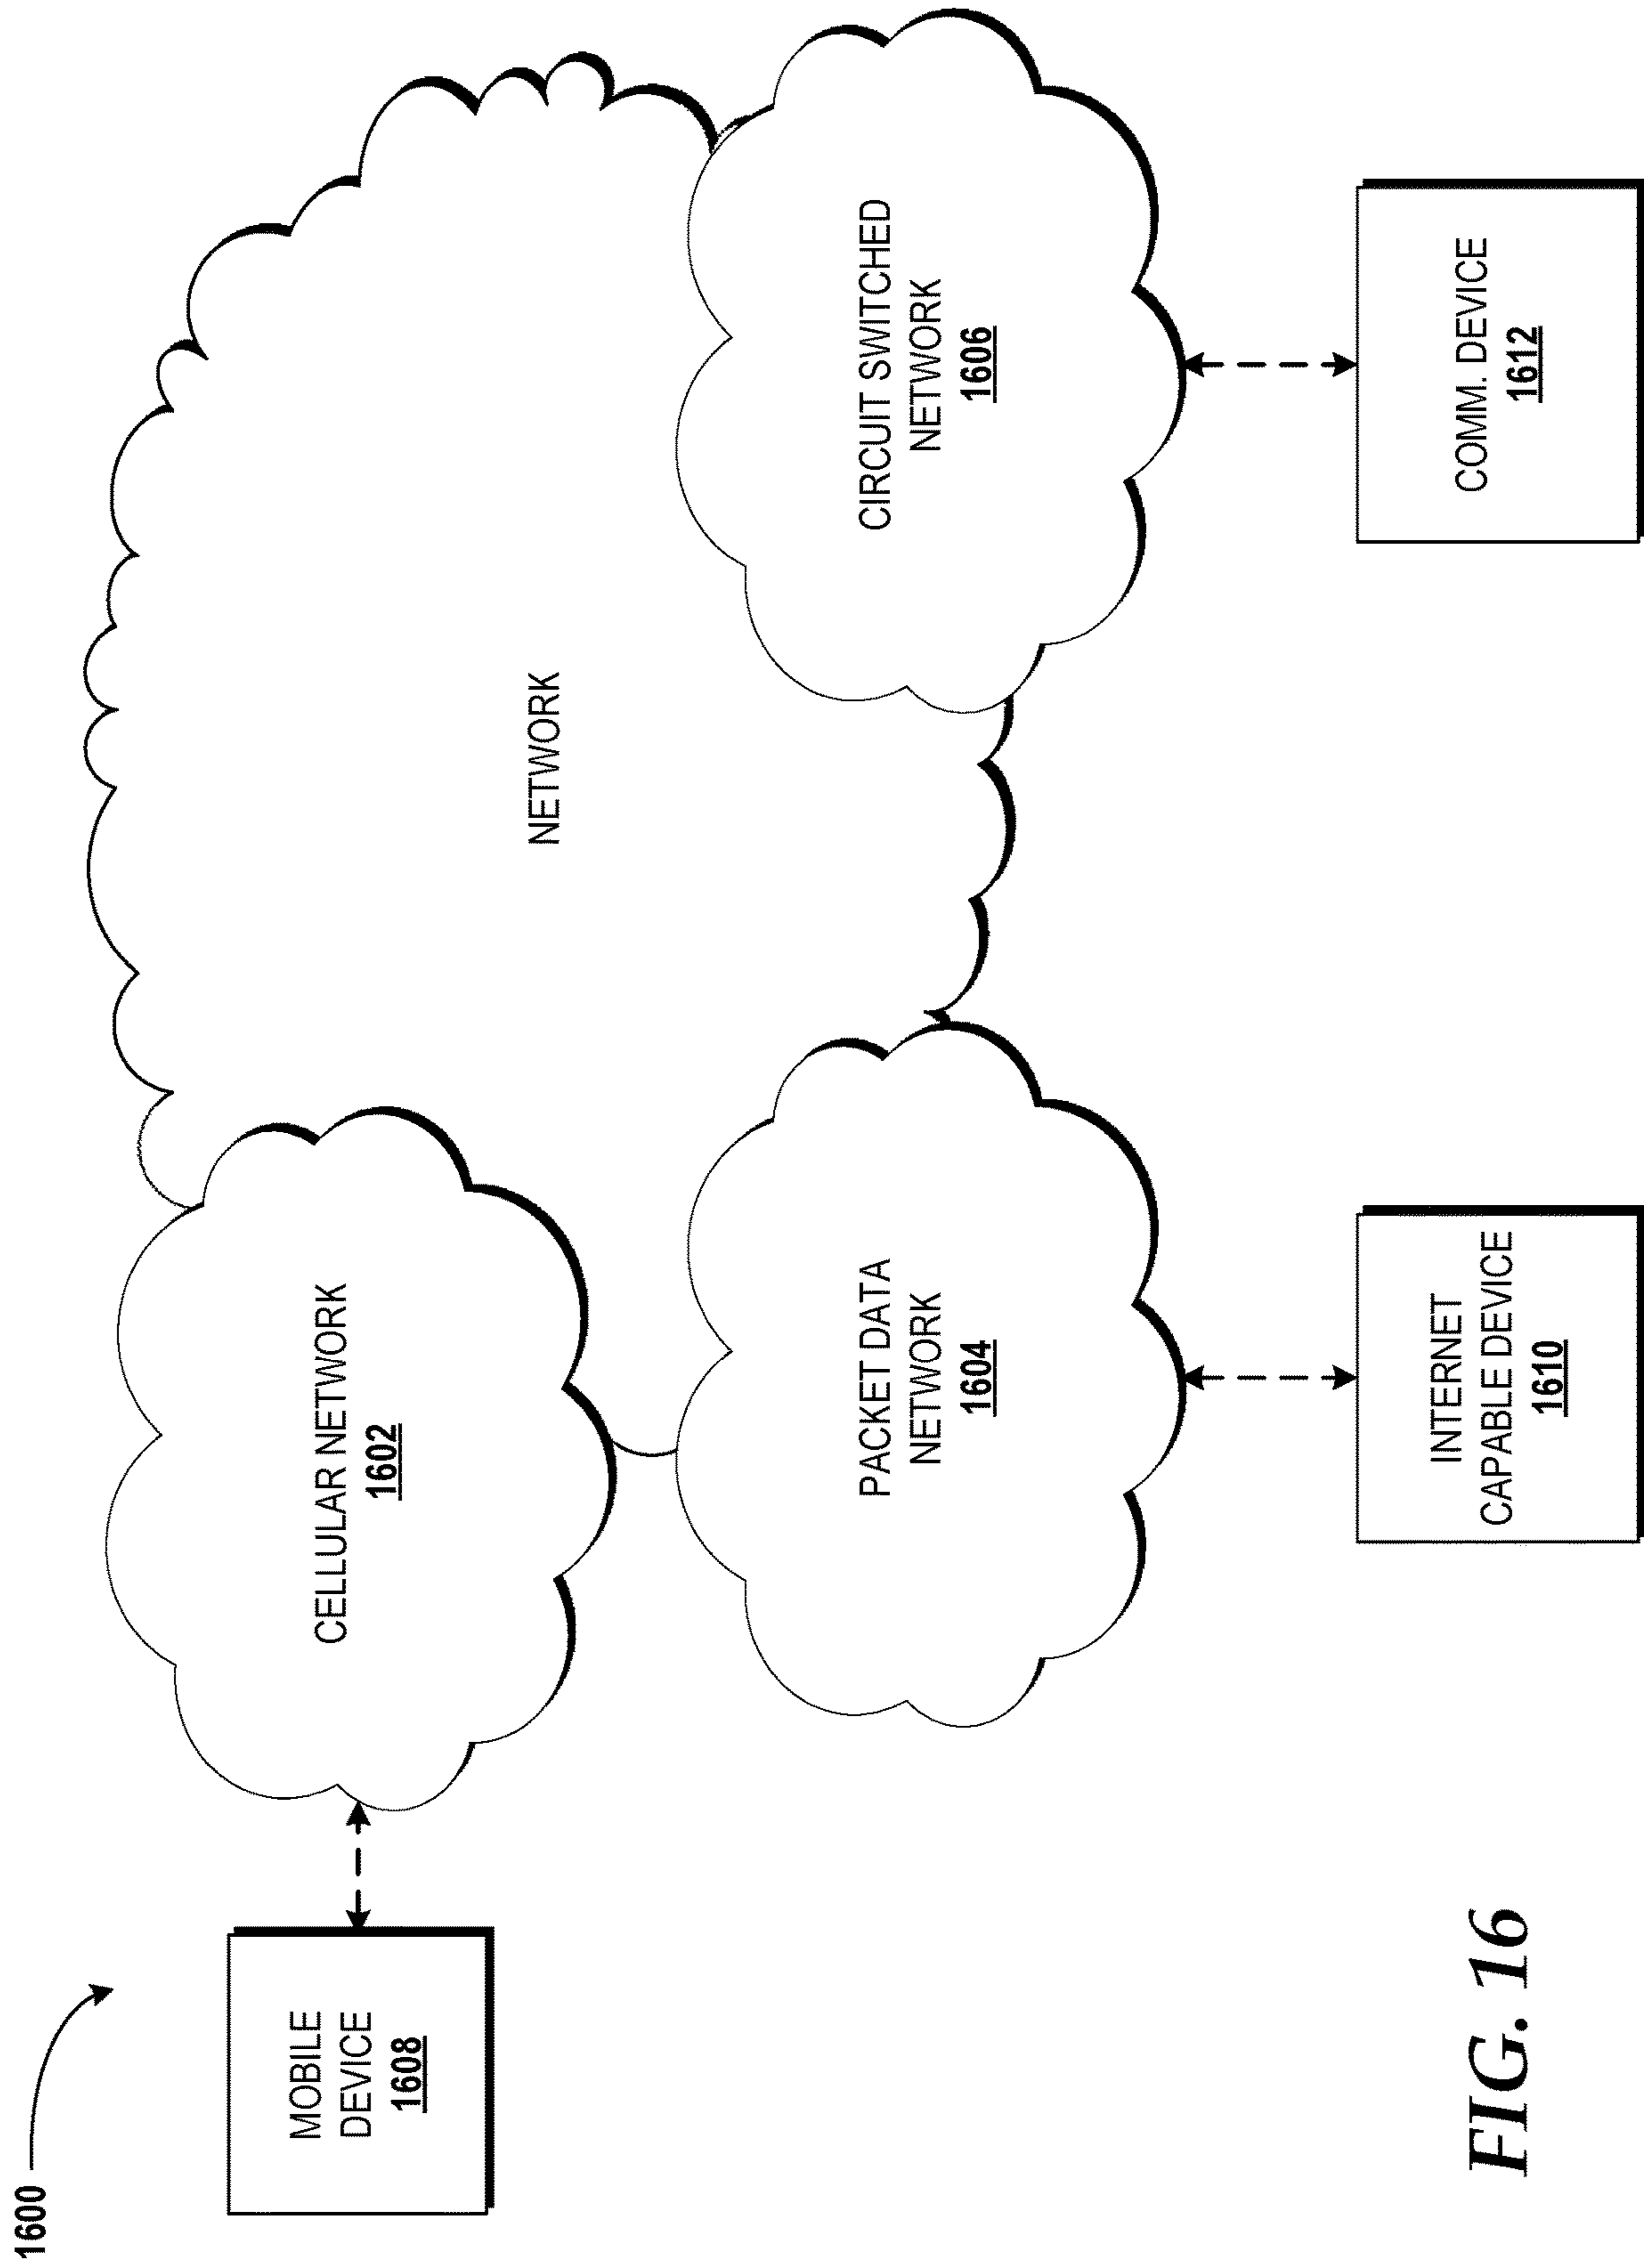 1600
MOBILE
DEVICE
1608
CELLULAR NETWORK
1602
NETWORK
PACKET DATA
NETWORK
1604
CIRCUIT SWITCHED
NETWORK
1606
INTERNET
CAPABLE DEVICE
1610
COMM. DEVICE
1612
FIG. 16